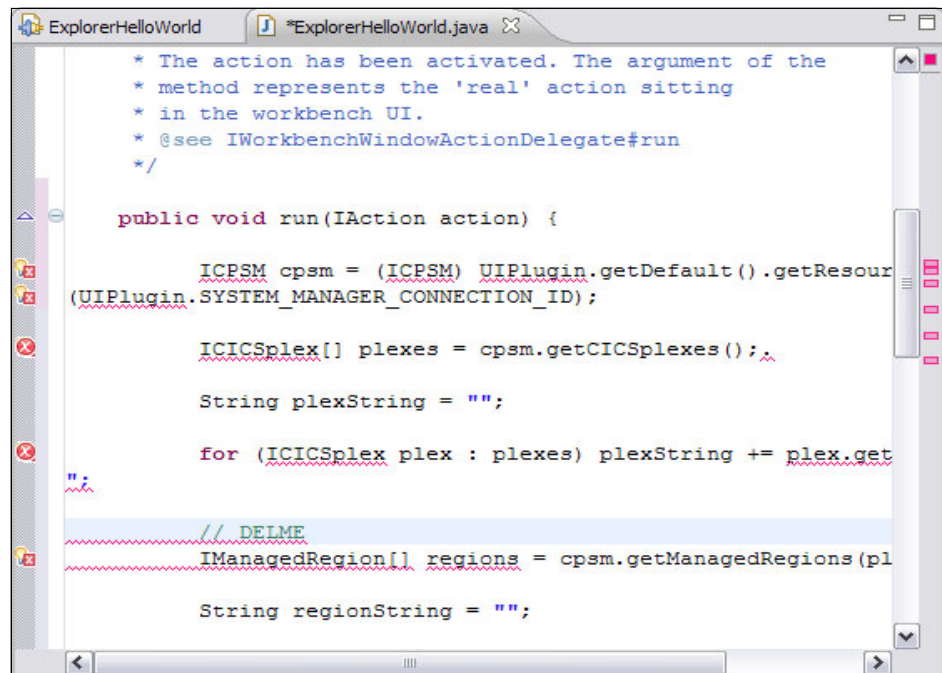 ExplorerHelloWorld *ExplorerHelloWorld.java
* The action has been activated. The argument of the
* method represents the 'real' action sitting
* in the workbench UI.
* @see IWorkbenchWindowActionDelegate#run
*/
public void run(IAction action) {
ICPSM cpsm = (ICPSM) UIPlugin.getDefault().getResour
(UIPlugin.SYSTEM_MANAGER_CONNECTION_ID);
ICICSplex[] plexes = cpsm.getCICSplexes();.
String plexString = "";
for (ICICSplex plex : plexes) plexString += plex.get
";
// DELME
IManagedRegion[] regions = cpsm.getManagedRegions(pl
String regionString = "";